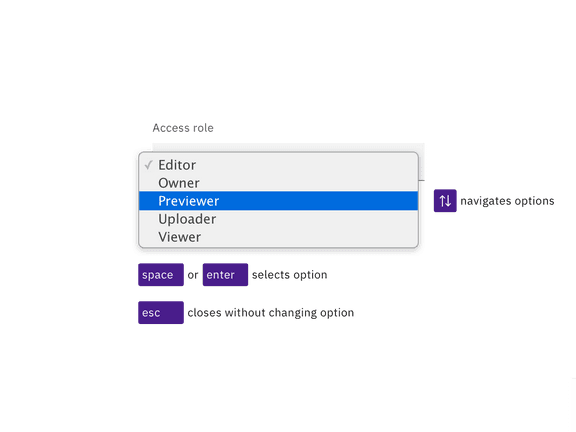 Access role
✓ Editor
Owner
Previewer
↑↓ navigates options
Uploader
Viewer
space or enter selects option
esc closes without changing option